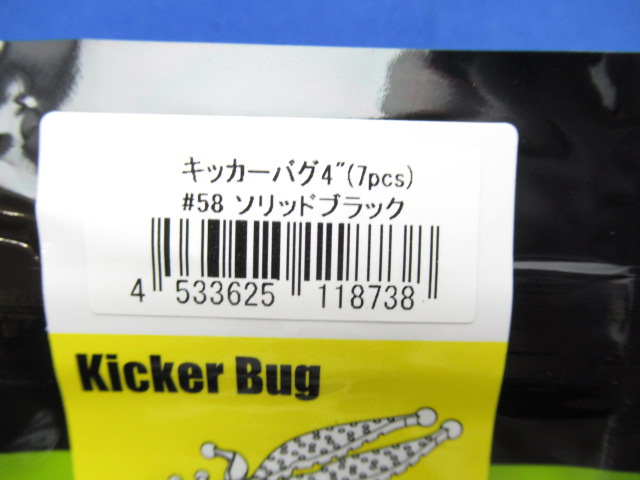 キッカーバグ4"(7pcs)
#58 ソリッドブラック
4 533625 118738
Kicker Bug